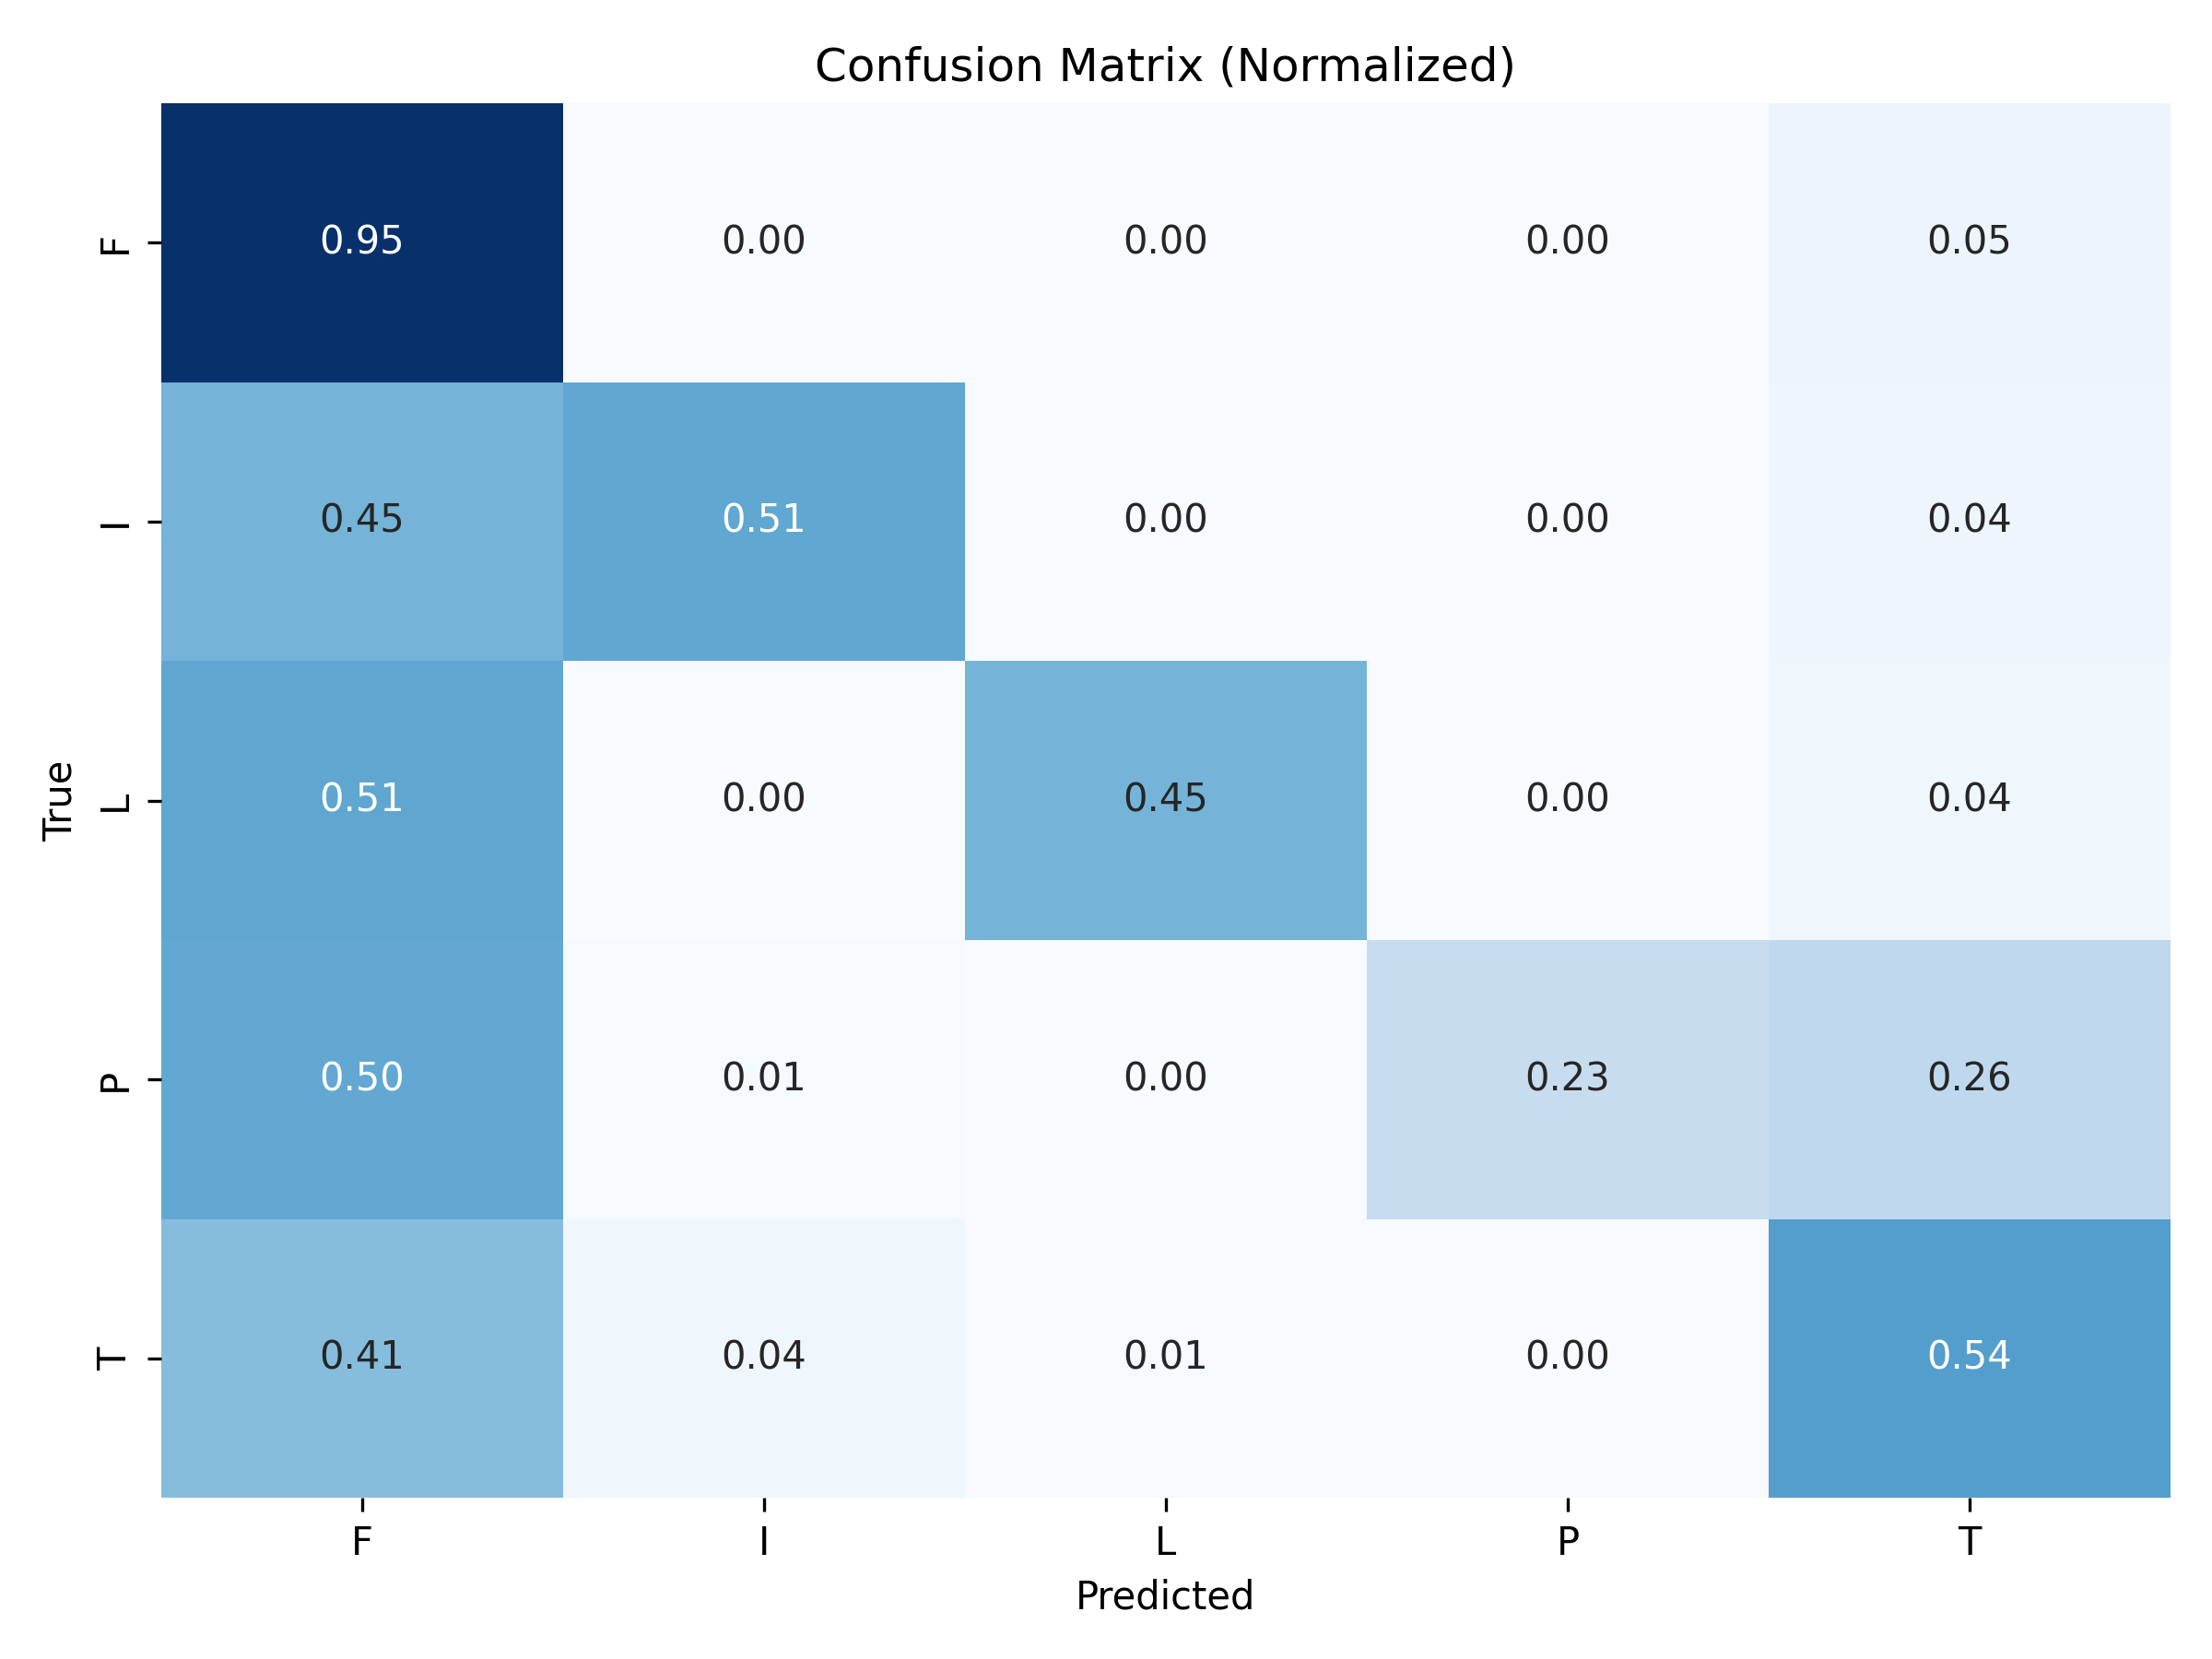 Confusion Matrix (Normalized)
F 0.95 0.00 0.00 0.00 0.05
I 0.45 0.51 0.00 0.00 0.04
L 0.51 0.00 0.45 0.00 0.04
P 0.50 0.01 0.00 0.23 0.26
T 0.41 0.04 0.01 0.00 0.54
True
F I L P T
Predicted